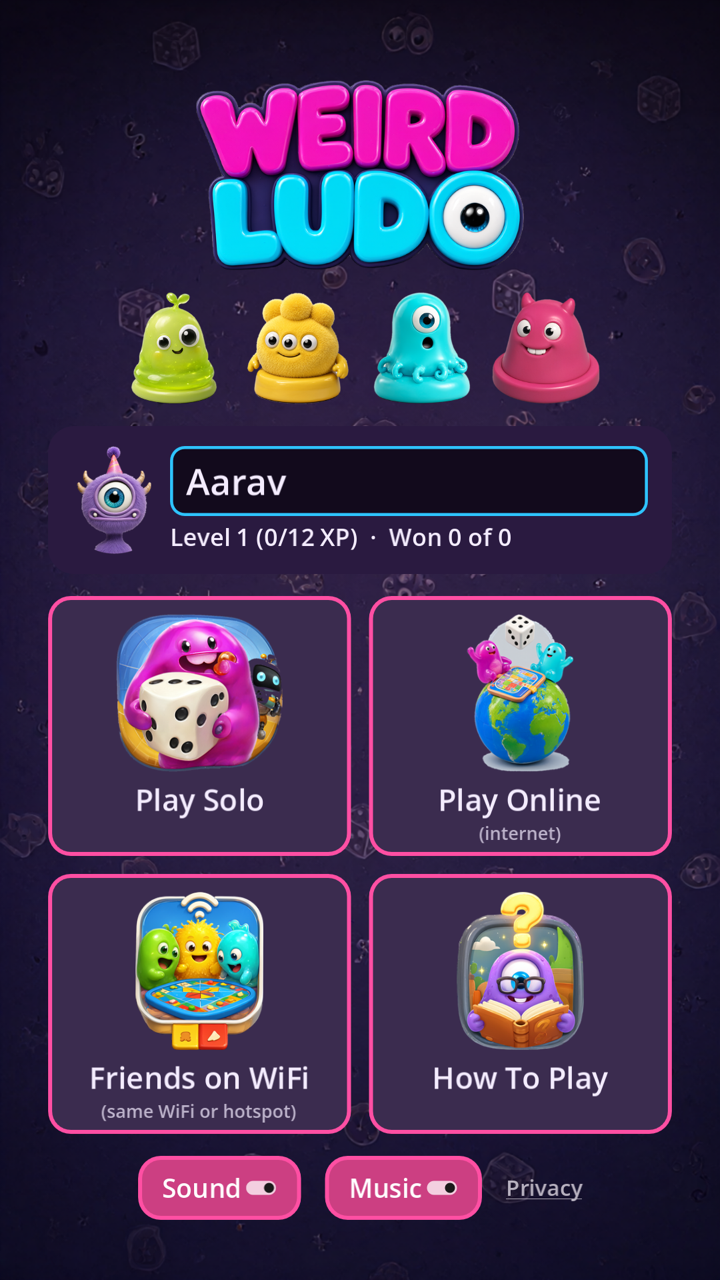 WEIRD
LUDO
Aarav
Level 1 (0/12 XP) · Won 0 of 0
Play Solo
Play Online
(internet)
Friends on WiFi
(same WiFi or hotspot)
How To Play
Sound
Music
Privacy